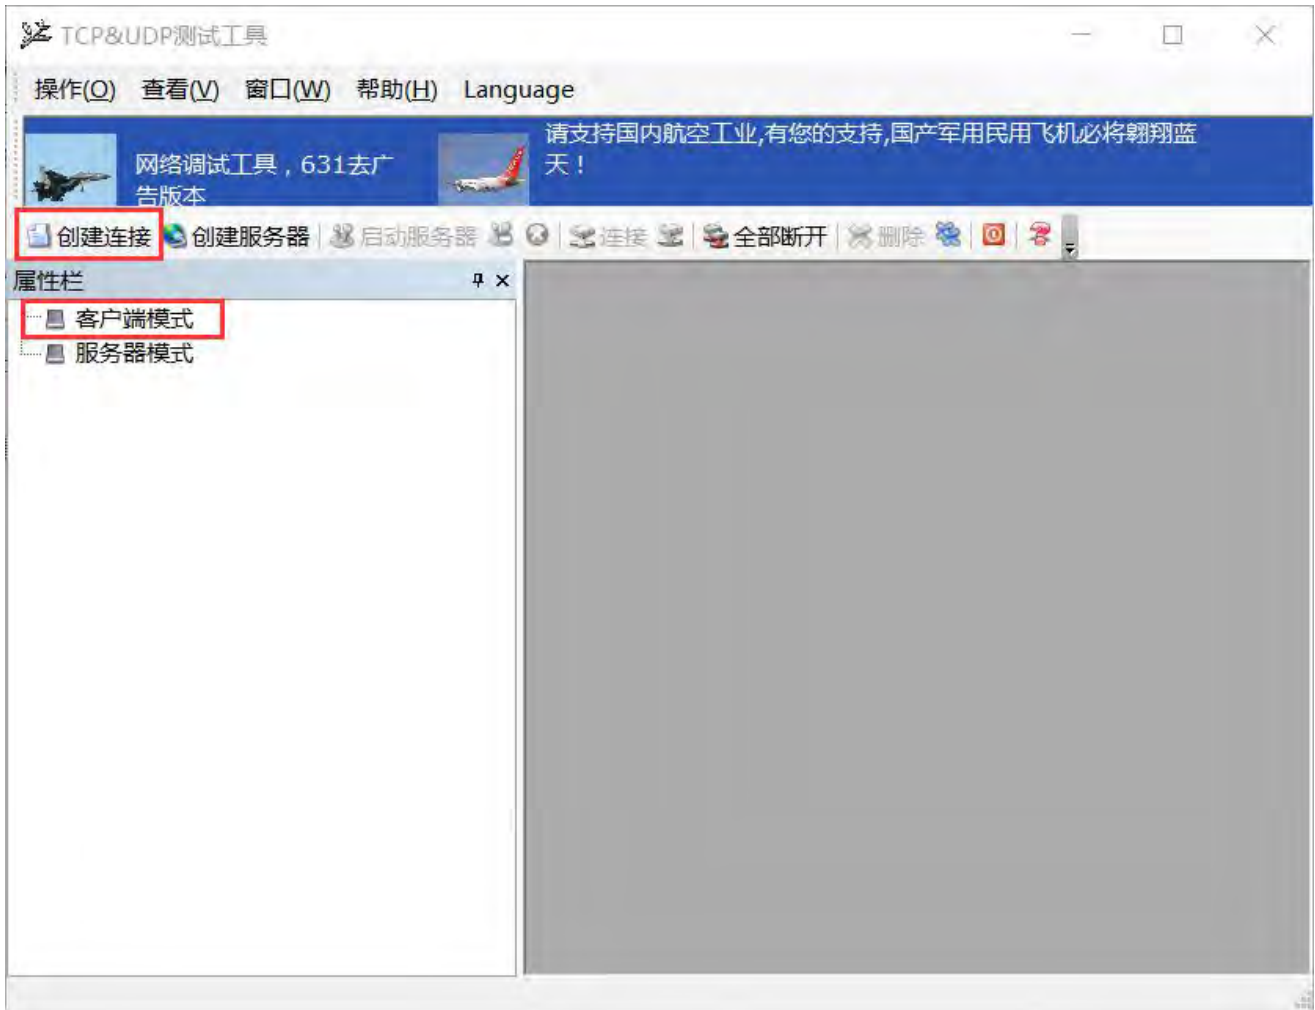 TCP&UDP测试工具
操作(O) 查看(V) 窗口(W) 帮助(H) Language
网络调试工具，631去广
告版本
请支持国内航空工业,有您的支持,国产军用民用飞机必将翱翔蓝
天！
创建连接 创建服务器 启动服务器 连接 全部断开 删除
属性栏
客户端模式
服务器模式